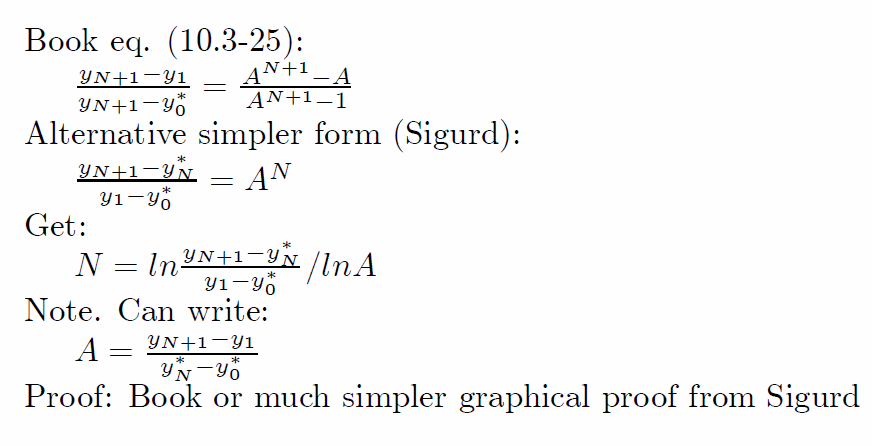 Book eq. (10.3-25):
\frac{y_{N+1}-y_1}{y_{N+1}-y_0^*} = \frac{A^{N+1}-A}{A^{N+1}-1}
Alternative simpler form (Sigurd):
\frac{y_{N+1}-y_N^*}{y_1-y_0^*} = A^N
Get:
N = ln\frac{y_{N+1}-y_N^*}{y_1-y_0^*}/lnA
Note. Can write:
A = \frac{y_{N+1}-y_1}{y_N^*-y_0^*}
Proof: Book or much simpler graphical proof from Sigurd